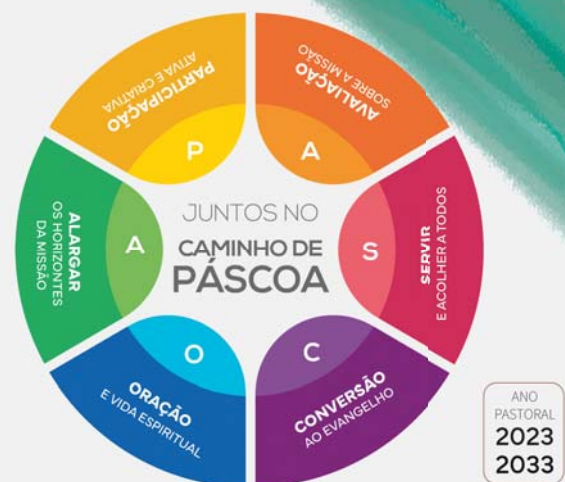 PARTICIPAÇÃO
ATIVA E CRIATIVA
P
AVALIAÇÃO
SOBRE A MISSÃO
A
SERVIR
E ACOLHER A TODOS
S
CONVERSÃO
AO EVANGELHO
C
ORAÇÃO
E VIDA ESPIRITUAL
O
ALARGAR
OS HORIZONTES
DA MISSÃO
A
JUNTOS NO
CAMINHO DE
PÁSCOA
ANO
PASTORAL
2023
2033